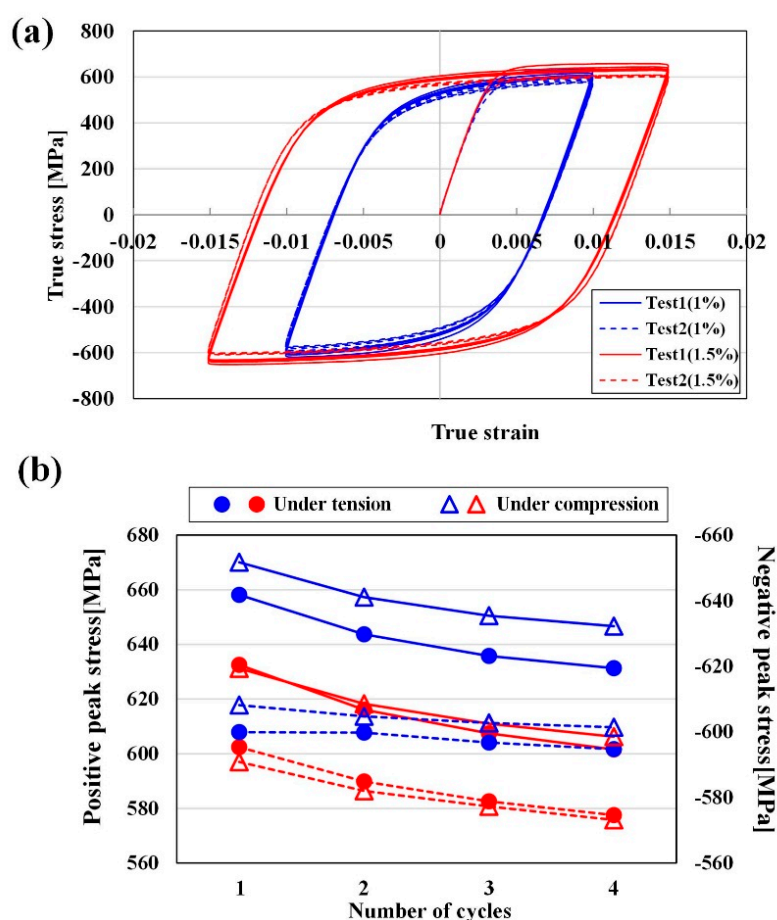 (a)
800
600
400
200
0
-200
-400
-600
-800
True stress [MPa]
-0.02 -0.015 -0.01 -0.005 0 0.005 0.01 0.015 0.02
Test1(1%)
Test2(1%)
Test1(1.5%)
Test2(1.5%)
True strain
(b)
Under tension Under compression
680
660
640
620
600
580
560
Positive peak stress[MPa]
-660
-640
-620
-600
-580
-560
Negative peak stress[MPa]
1 2 3 4
Number of cycles